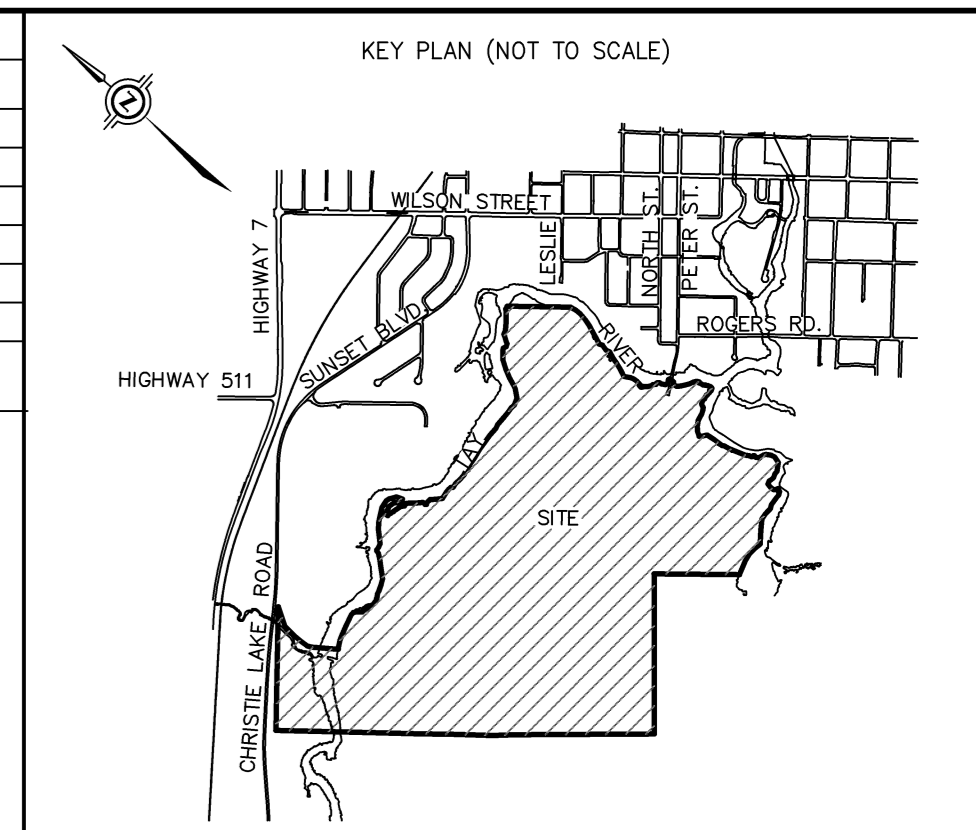 KEY PLAN (NOT TO SCALE)
N
WILSON STREET
HIGHWAY 7
LESLIE
NORTH ST.
PETER ST.
SUNSET BLVD.
RIVER
ROGERS RD.
HIGHWAY 511
TAY
SITE
CHRISTIE LAKE ROAD